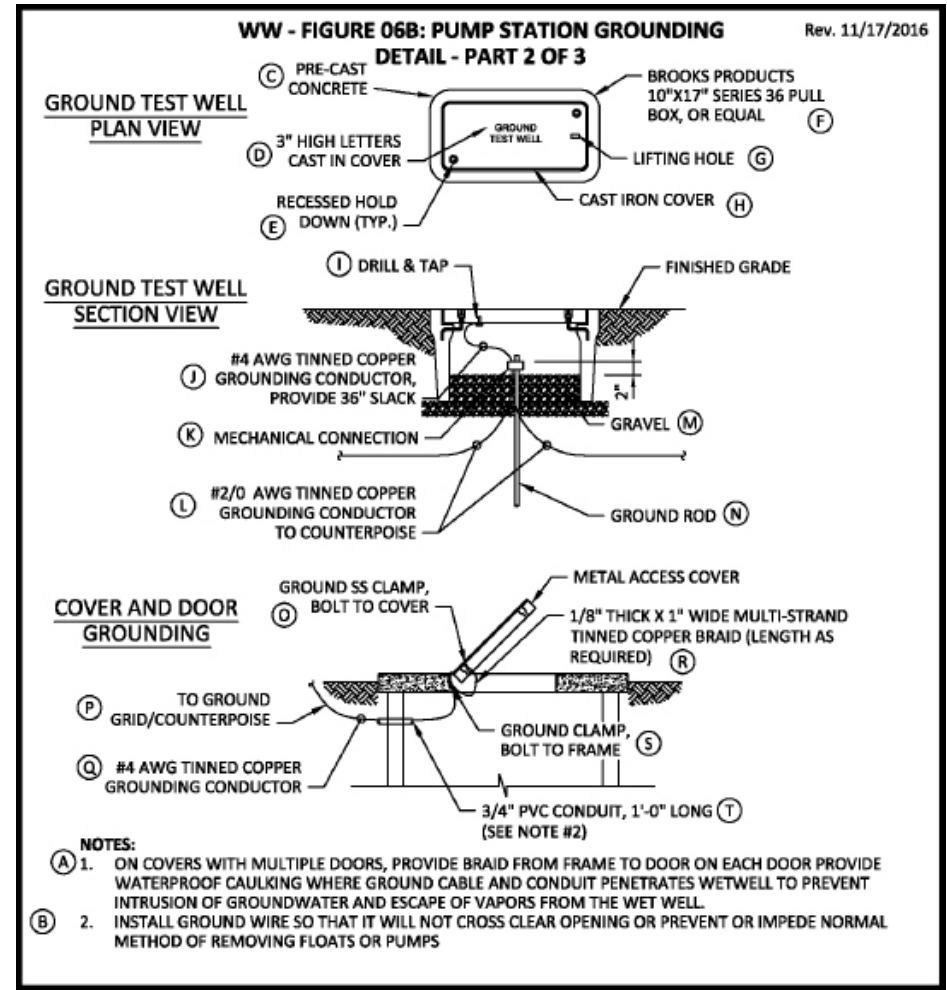 WW - FIGURE 06B: PUMP STATION GROUNDING
DETAIL - PART 2 OF 3
Rev. 11/17/2016
GROUND TEST WELL
PLAN VIEW
C PRE-CAST
CONCRETE
BROOKS PRODUCTS
10"X17" SERIES 36 PULL
BOX, OR EQUAL
F
GROUND
TEST WELL
D 3" HIGH LETTERS
CAST IN COVER
LIFTING HOLE G
RECESSED HOLD
E DOWN (TYP.)
CAST IRON COVER H
GROUND TEST WELL
SECTION VIEW
I DRILL & TAP
FINISHED GRADE
#4 AWG TINNED COPPER
J GROUNDING CONDUCTOR,
PROVIDE 36" SLACK
2"
K MECHANICAL CONNECTION
GRAVEL M
#2/0 AWG TINNED COPPER
L GROUNDING CONDUCTOR
TO COUNTERPOISE
GROUND ROD N
COVER AND DOOR
GROUNDING
GROUND SS CLAMP,
O BOLT TO COVER
METAL ACCESS COVER
1/8" THICK X 1" WIDE MULTI-STRAND
TINNED COPPER BRAID (LENGTH AS
REQUIRED) R
P TO GROUND
GRID/COUNTERPOISE
GROUND CLAMP,
BOLT TO FRAME S
Q #4 AWG TINNED COPPER
GROUNDING CONDUCTOR
3/4" PVC CONDUIT, 1'-0" LONG T
(SEE NOTE #2)
NOTES:
A 1. ON COVERS WITH MULTIPLE DOORS, PROVIDE BRAID FROM FRAME TO DOOR ON EACH DOOR PROVIDE
WATERPROOF CAULKING WHERE GROUND CABLE AND CONDUIT PENETRATES WETWELL TO PREVENT
INTRUSION OF GROUNDWATER AND ESCAPE OF VAPORS FROM THE WET WELL.
B 2. INSTALL GROUND WIRE SO THAT IT WILL NOT CROSS CLEAR OPENING OR PREVENT OR IMPEDE NORMAL
METHOD OF REMOVING FLOATS OR PUMPS